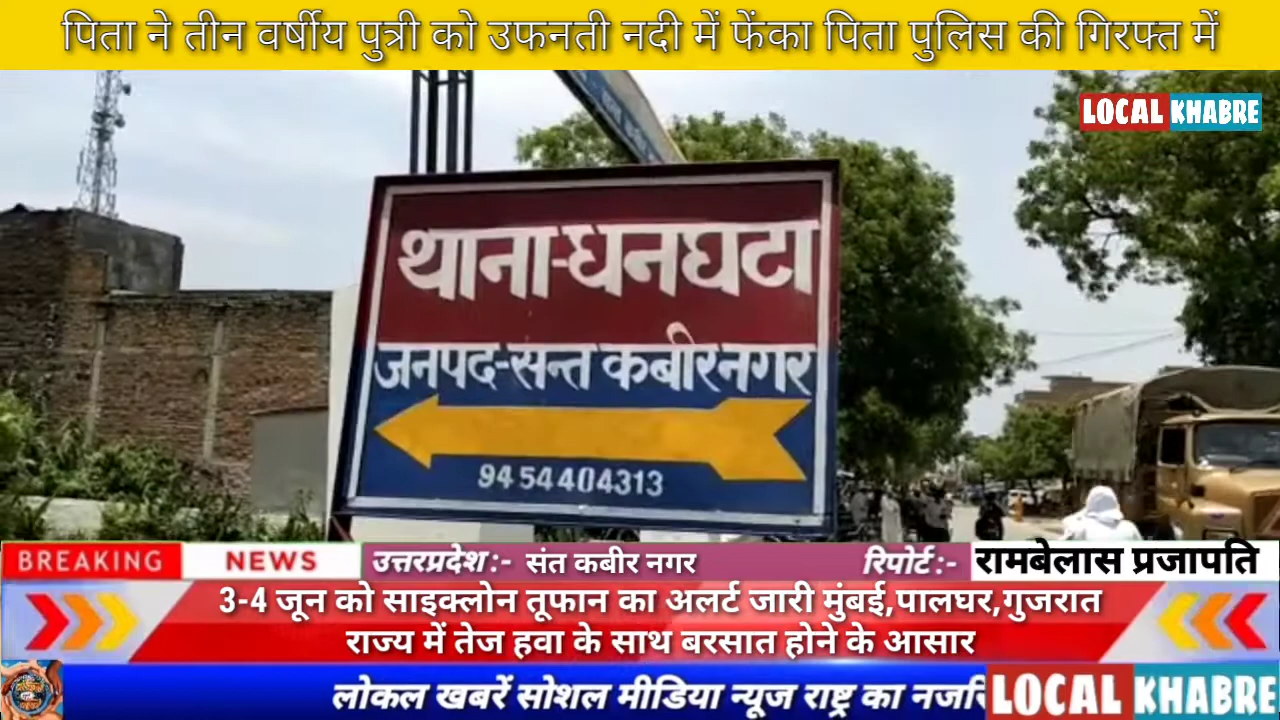 पिता ने तीन वर्षीय पुत्री को उफनती नदी में फेंका पिता पुलिस की गिरफ्त में
LOCAL KHABRE
थाना-धनघटा
जनपद-सन्त कबीरनगर
9454404313
BREAKING NEWS उत्तरप्रदेश:- संत कबीर नगर रिपोर्ट:- रामबेलास प्रजापति
3-4 जून को साइक्लोन तूफान का अलर्ट जारी मुंबई,पालघर,गुजरात
राज्य में तेज हवा के साथ बरसात होने के आसार
लोकल खबरें सोशल मीडिया न्यूज राष्ट्र का
LOCAL KHABRE